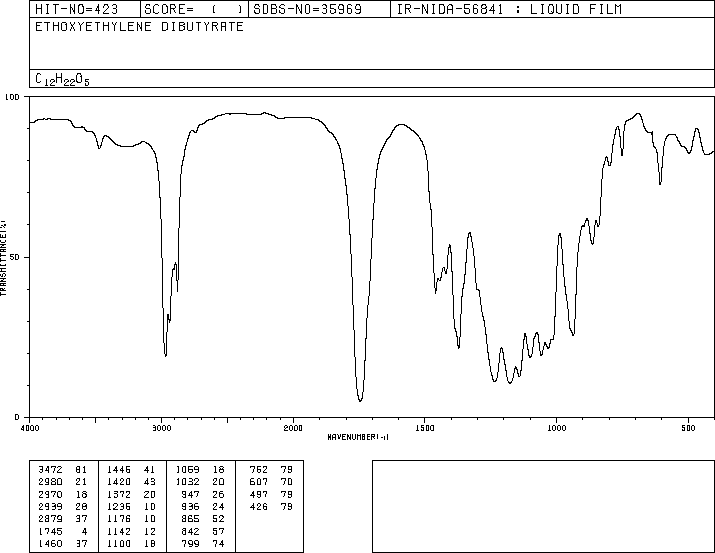 HIT-NO=423 SCORE= ( ) SDBS-NO=35969 IR-NIDA-56841 : LIQUID FILM
ETHOXYETHYLENE DIBUTYRATE
C12H22O5
100
TRANSMITTANCE(%)
50
0
4000 3000 2000 1500 1000 500
WAVENUMBER(-1)
3472 81 1446 41 1059 18 752 79
2980 21 1420 43 1032 20 607 70
2970 18 1372 20 947 26 497 79
2939 28 1236 10 936 24 426 79
2879 37 1176 10 865 52
1745 4 1142 12 842 57
1460 37 1100 18 799 74